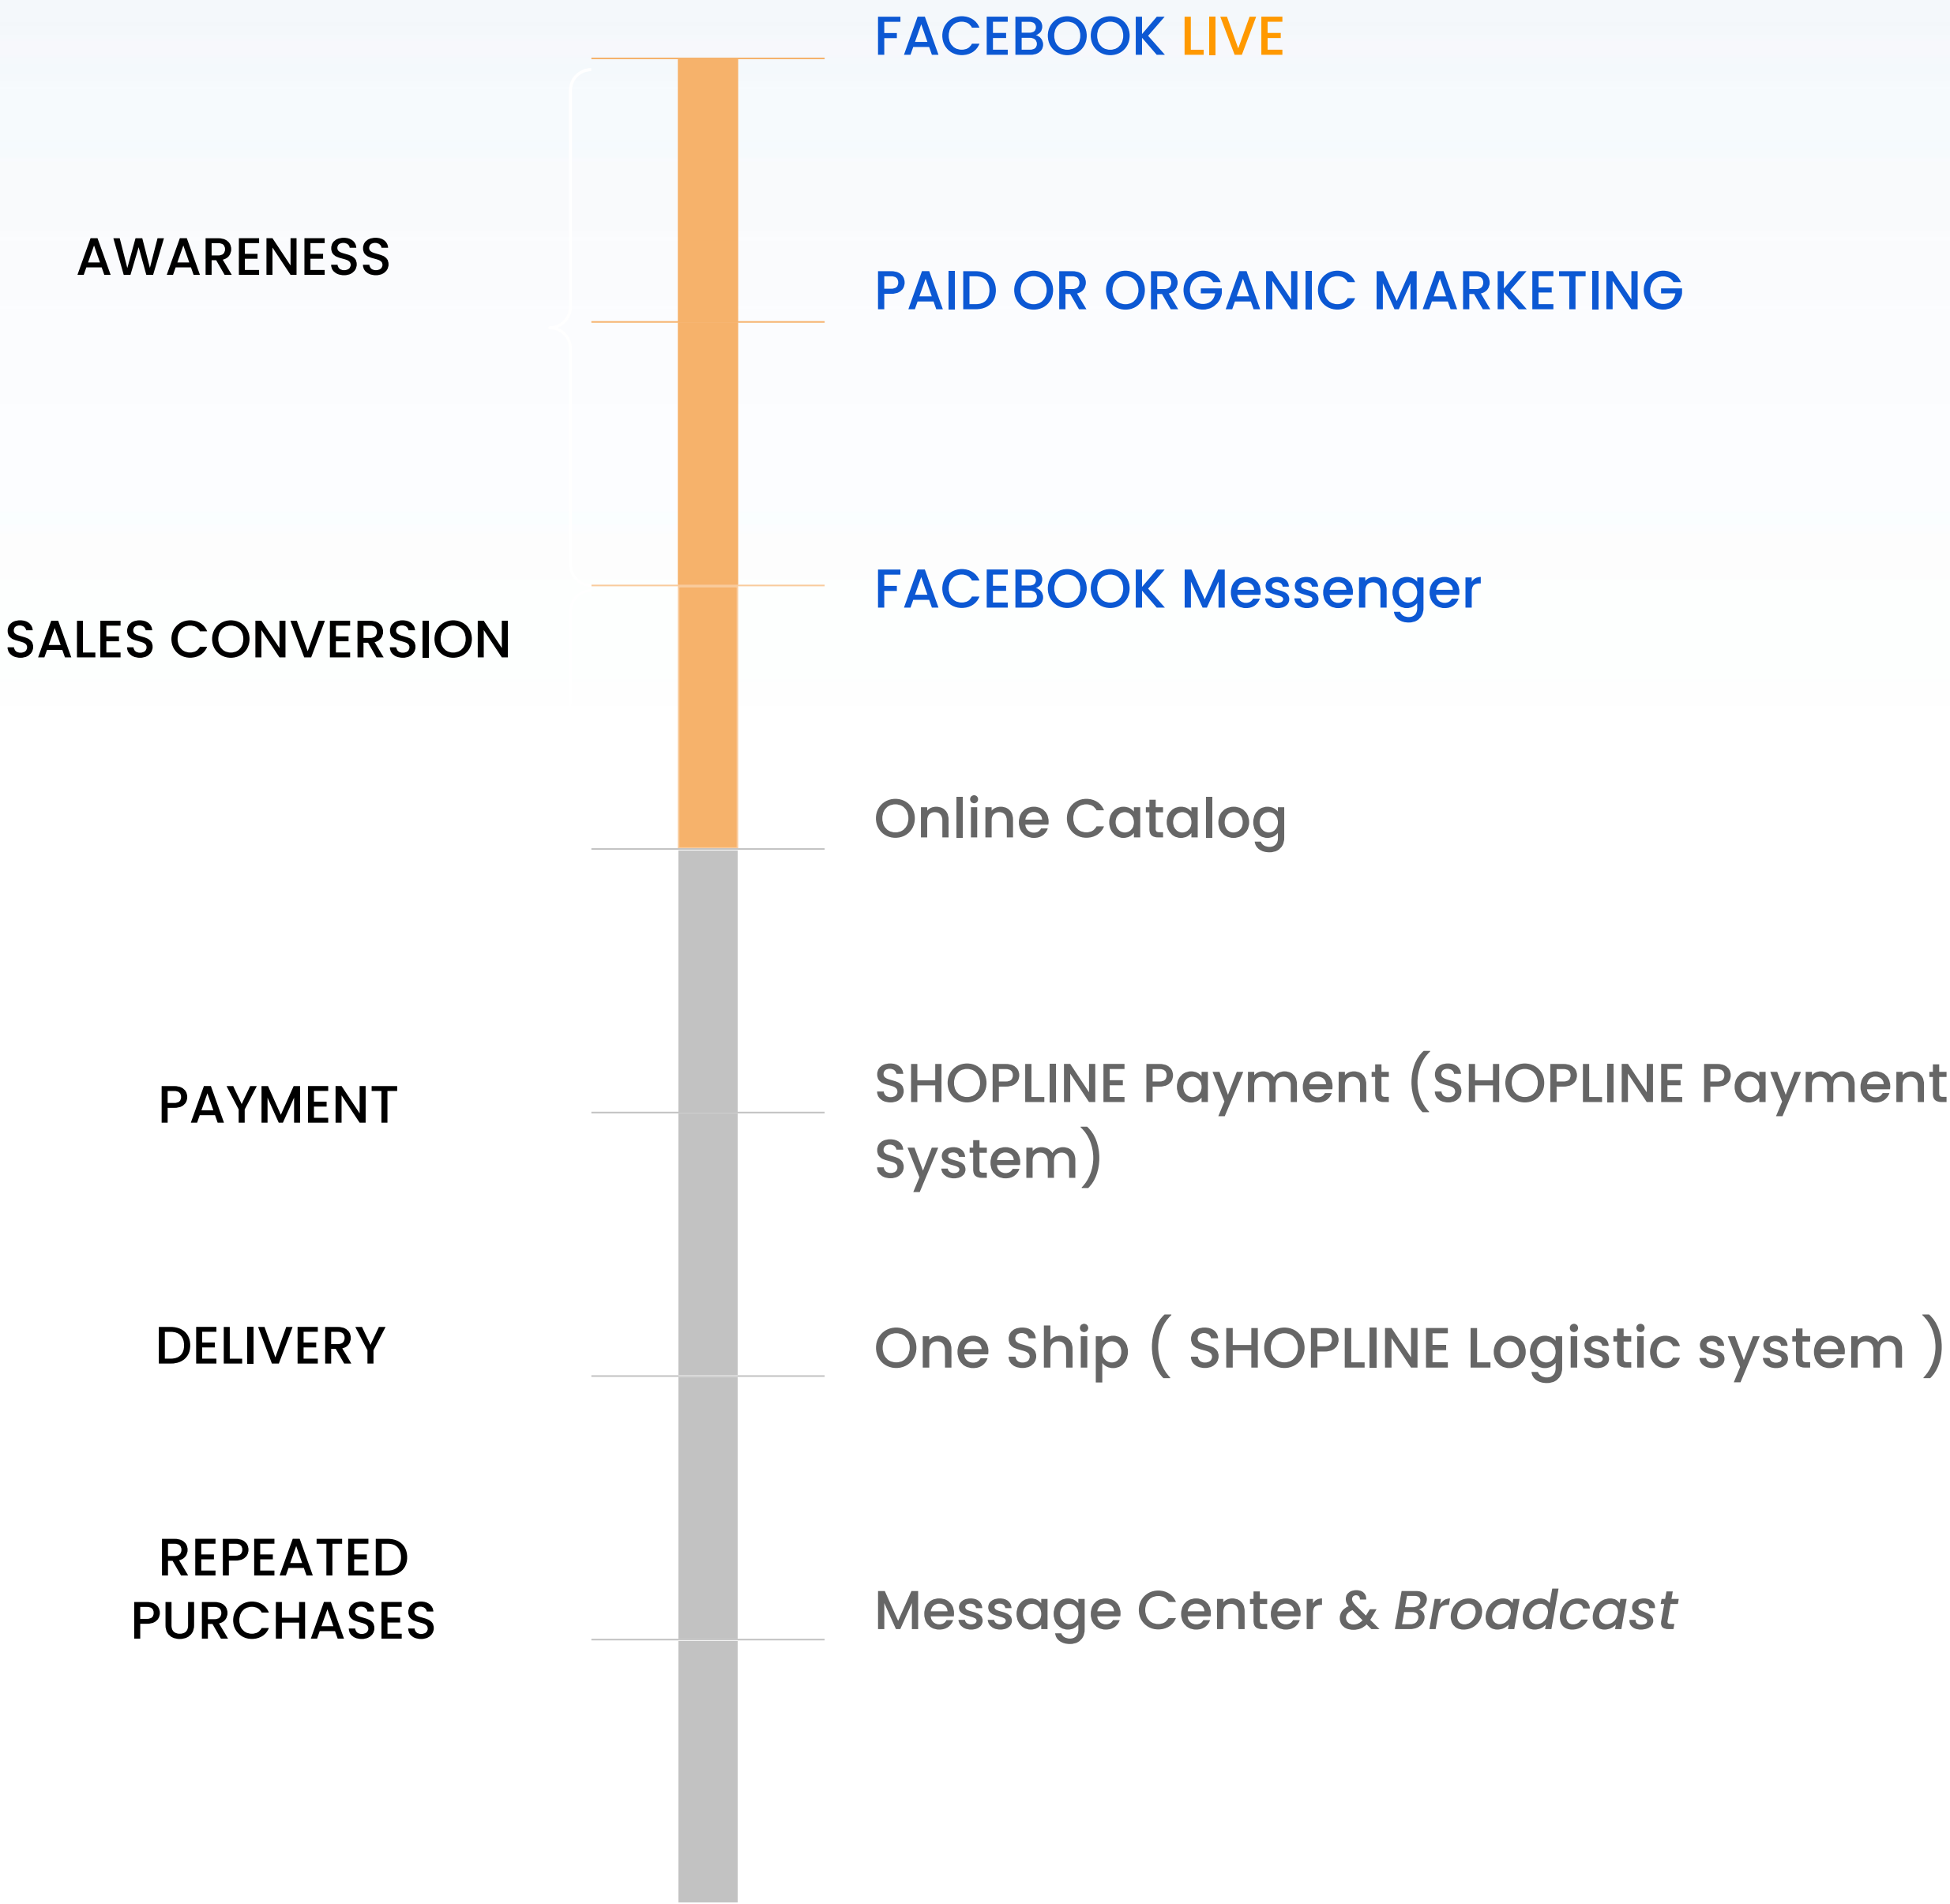 FACEBOOK LIVE
AWARENESS
PAID OR ORGANIC MARKETING
FACEBOOK Messenger
SALES CONVERSION
Online Catalog
PAYMENT
SHOPLINE Payment (SHOPLINE Payment
System)
DELIVERY
One Ship ( SHOPLINE Logistic system )
REPEATED
PURCHASES
Message Center & Broadcast